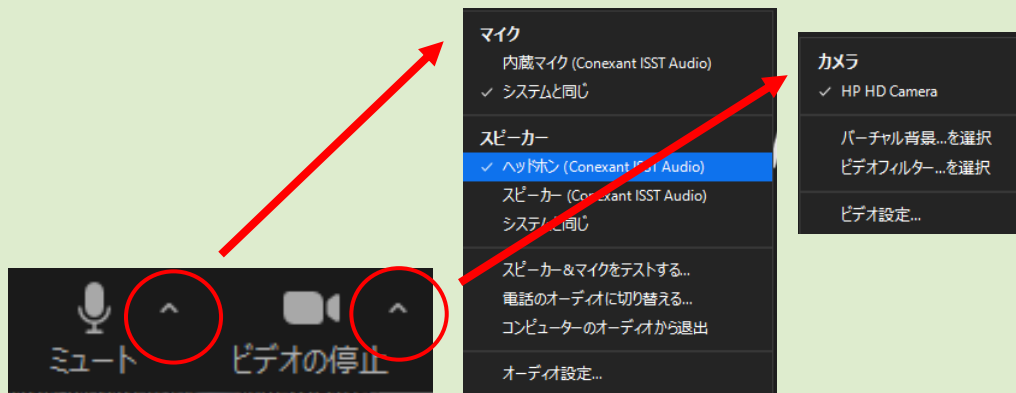 マイク
内蔵マイク (Conexant ISST Audio)
システムと同じ
スピーカー
ヘッドホン (Conexant ISST Audio)
スピーカー (Conexant ISST Audio)
システムと同じ
スピーカー&マイクをテストする...
電話のオーディオに切り替える...
コンピューターのオーディオから退出
オーディオ設定...
カメラ
HP HD Camera
バーチャル背景...を選択
ビデオフィルター...を選択
ビデオ設定...
ミュート
ビデオの停止